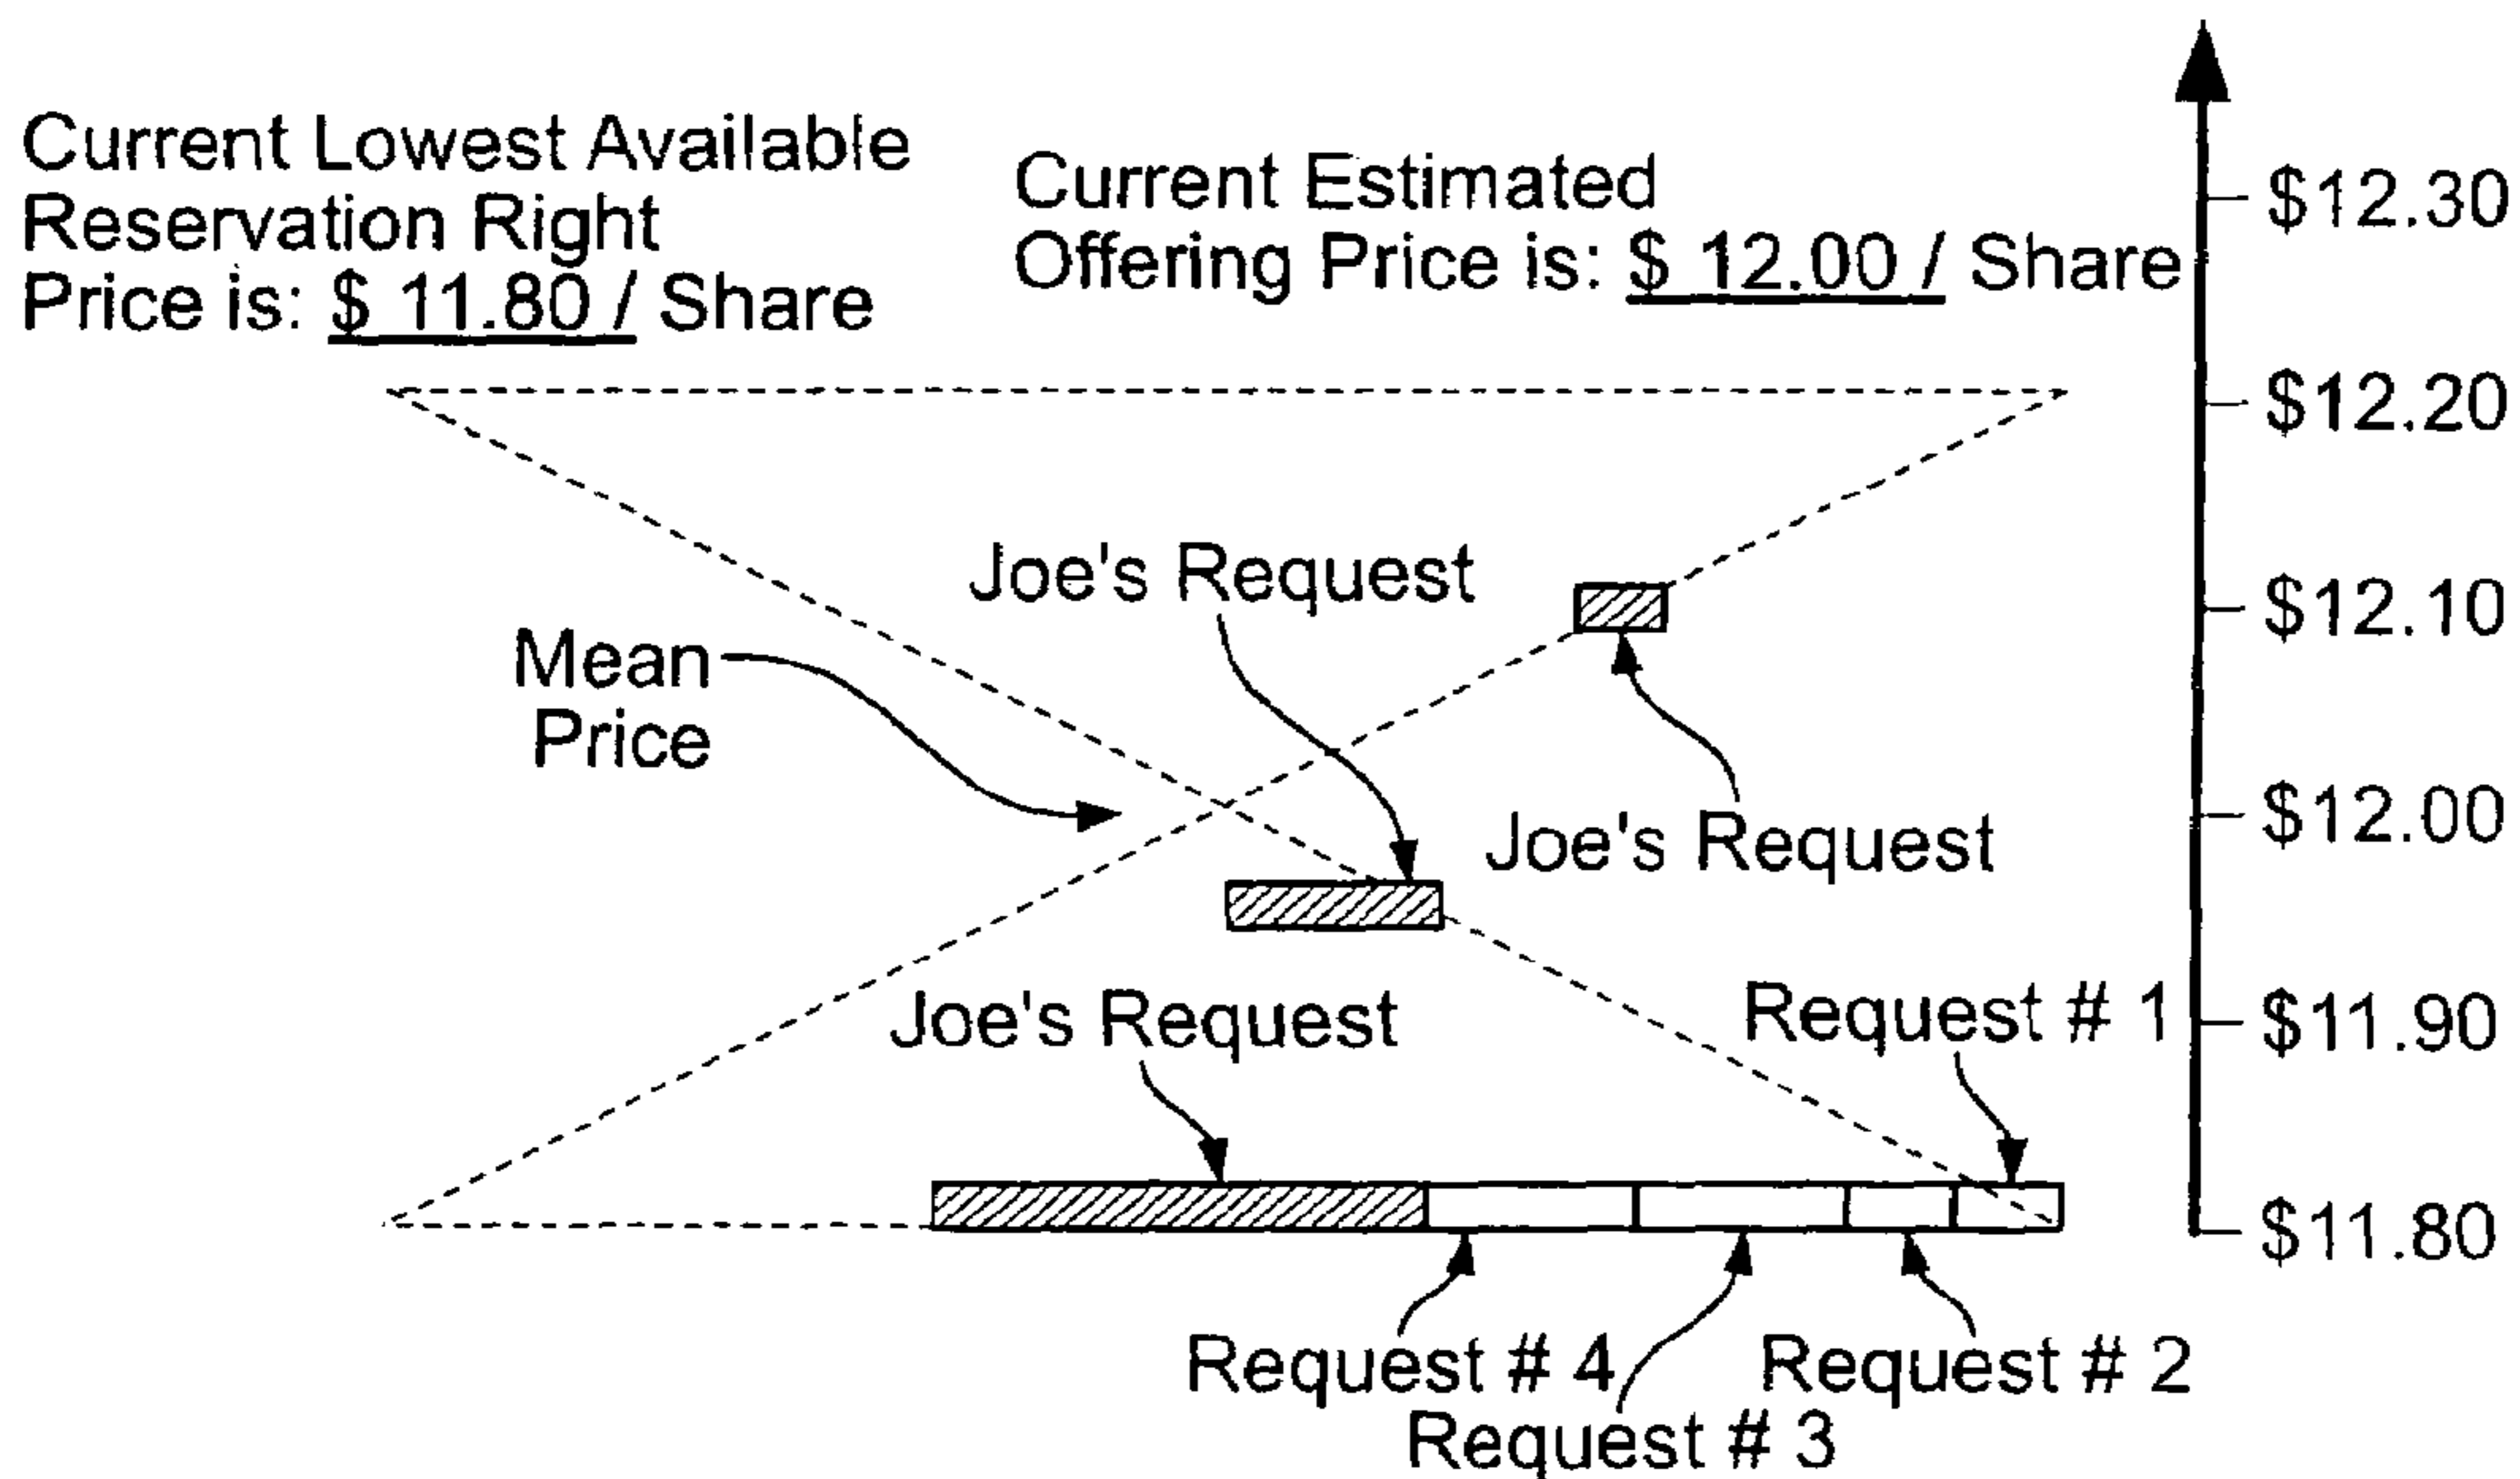 Current Lowest Available
Reservation Right
Price is: $ 11.80 / Share
Current Estimated
Offering Price is: $ 12.00 / Share
$12.30
$12.20
Joe's Request
$12.10
Mean
Price
Joe's Request
$12.00
Joe's Request
Request # 1
$11.90
$11.80
Request # 4
Request # 2
Request # 3